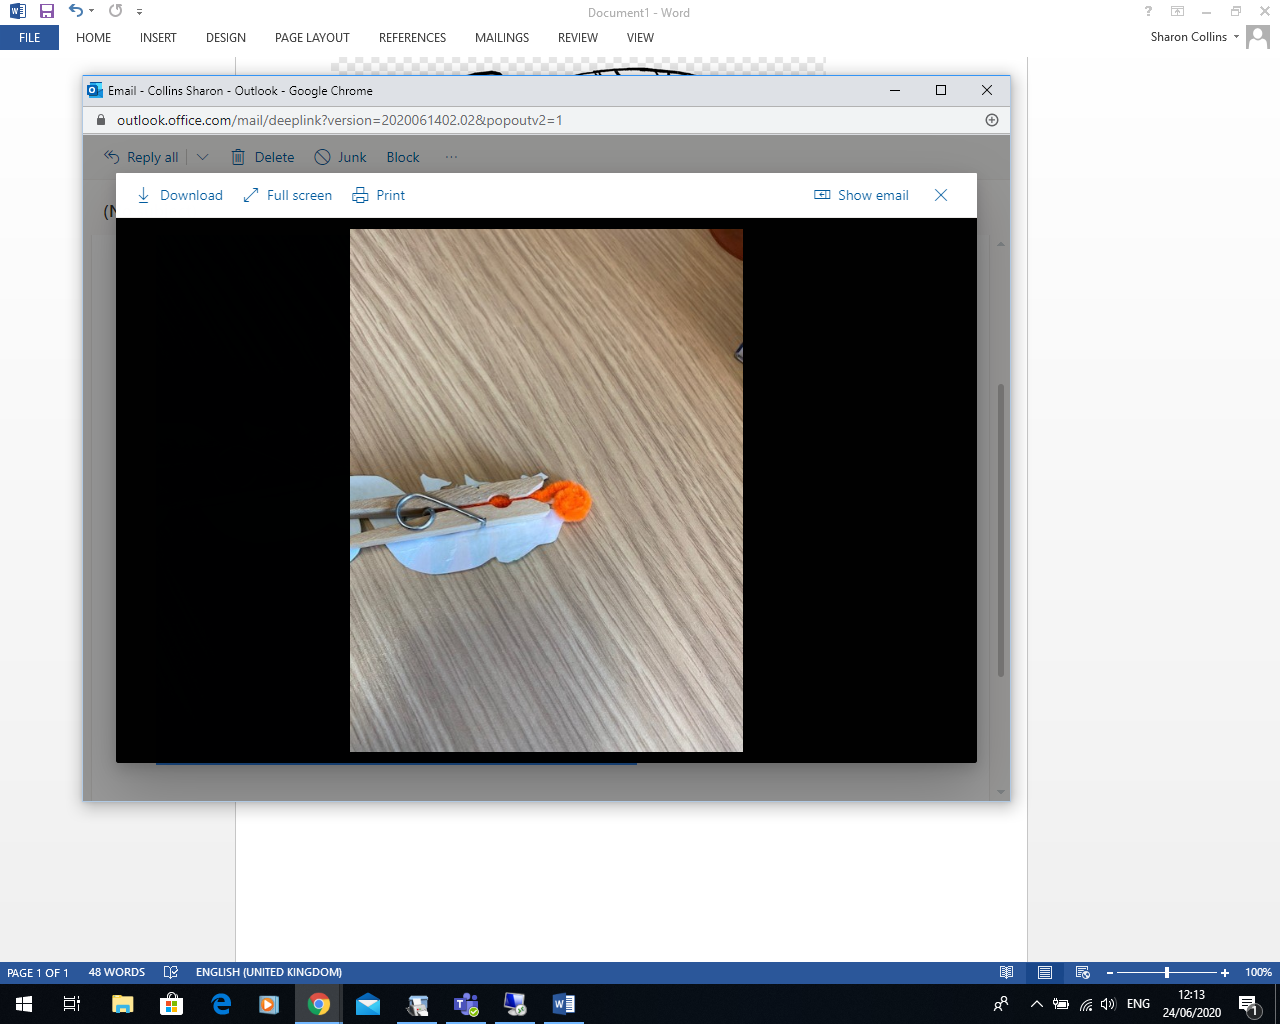 Document1 - Word
FILE HOME INSERT DESIGN PAGE LAYOUT REFERENCES MAILINGS REVIEW VIEW Sharon Collins
Email - Collins Sharon - Outlook - Google Chrome
outlook.office.com/mail/deeplink?version=2020061402.02&popoutv2=1
Reply all Delete Junk Block ...
Download Full screen Print Show email
PAGE 1 OF 1 48 WORDS ENGLISH (UNITED KINGDOM) 100%
ENG 12:13
24/06/2020 1